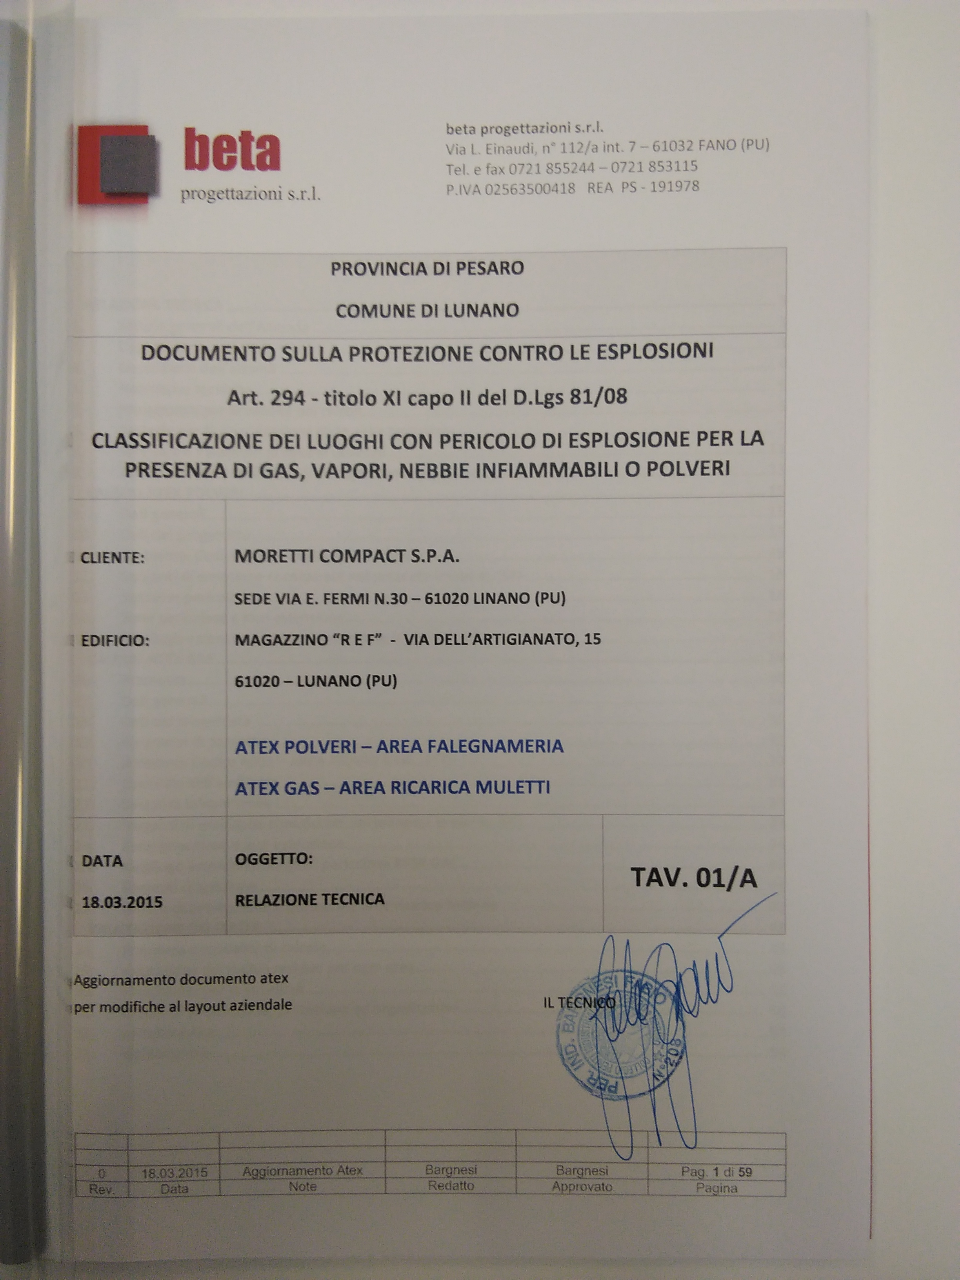 beta
progettazioni s.r.l.
beta progettazioni s.r.l.
Via L. Einaudi, n° 112/a int. 7 – 61032 FANO (PU)
Tel. e fax 0721 855244 – 0721 853115
P.IVA 02563500418 REA PS - 191978
PROVINCIA DI PESARO
COMUNE DI LUNANO
DOCUMENTO SULLA PROTEZIONE CONTRO LE ESPLOSIONI
Art. 294 - titolo XI capo II del D.Lgs 81/08
CLASSIFICAZIONE DEI LUOGHI CON PERICOLO DI ESPLOSIONE PER LA
PRESENZA DI GAS, VAPORI, NEBBIE INFIAMMABILI O POLVERI
CLIENTE: MORETTI COMPACT S.P.A.
SEDE VIA E. FERMI N.30 – 61020 LINANO (PU)
EDIFICIO: MAGAZZINO “R E F” - VIA DELL’ARTIGIANATO, 15
61020 – LUNANO (PU)
ATEX POLVERI – AREA FALEGNAMERIA
ATEX GAS – AREA RICARICA MULETTI
DATA OGGETTO:
TAV. 01/A
18.03.2015 RELAZIONE TECNICA
Aggiornamento documento atex
per modifiche al layout aziendale
IL TECNICO
PER. IND.
N°208
0 18.03.2015 Aggiornamento Atex Bargnesi Bargnesi Pag. 1 di 59
Rev. Data Note Redatto Approvato Pagina